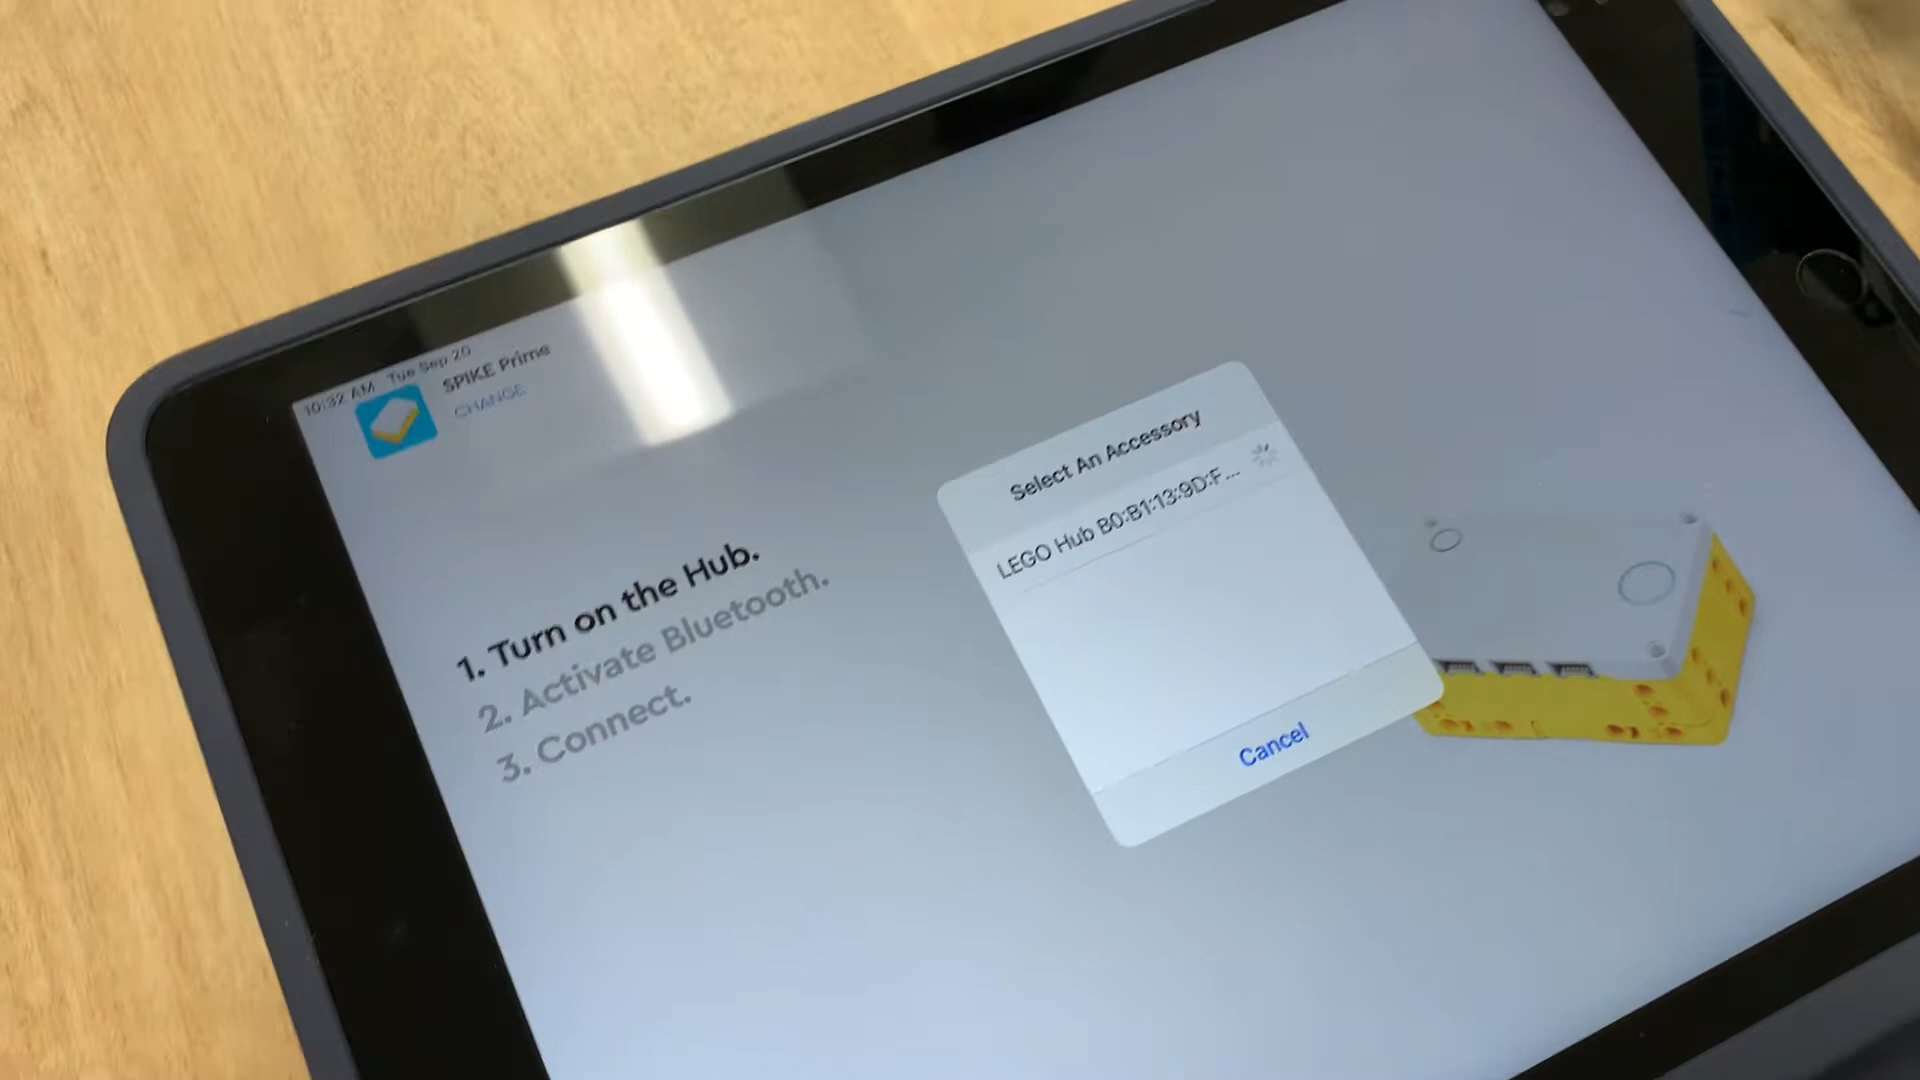 10:32 AM Tue Sep 20
SPIKE Prime
CHANGE
1. Turn on the Hub.
2. Activate Bluetooth.
3. Connect.
Select An Accessory
LEGO Hub B0:B1:13:9D:F...
Cancel